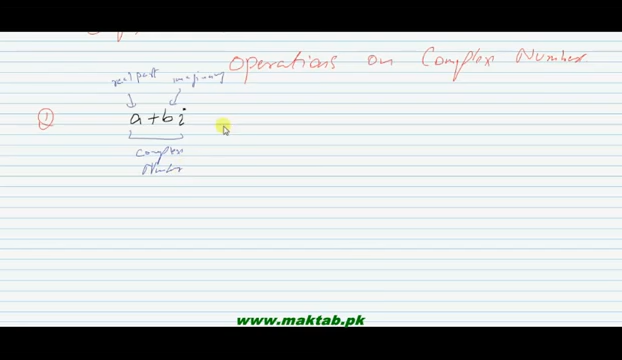 Operations on Complex Number
real part imaginary
① a+bi
complex
Number
www.maktab.pk